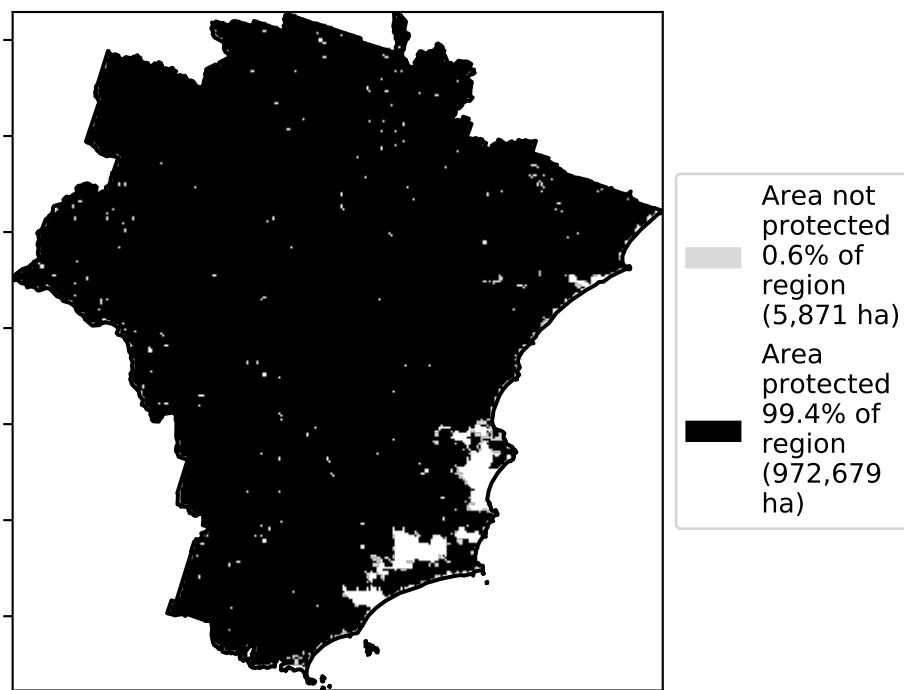 Area not
protected
0.6% of
region
(5,871 ha)
Area
protected
99.4% of
region
(972,679
ha)